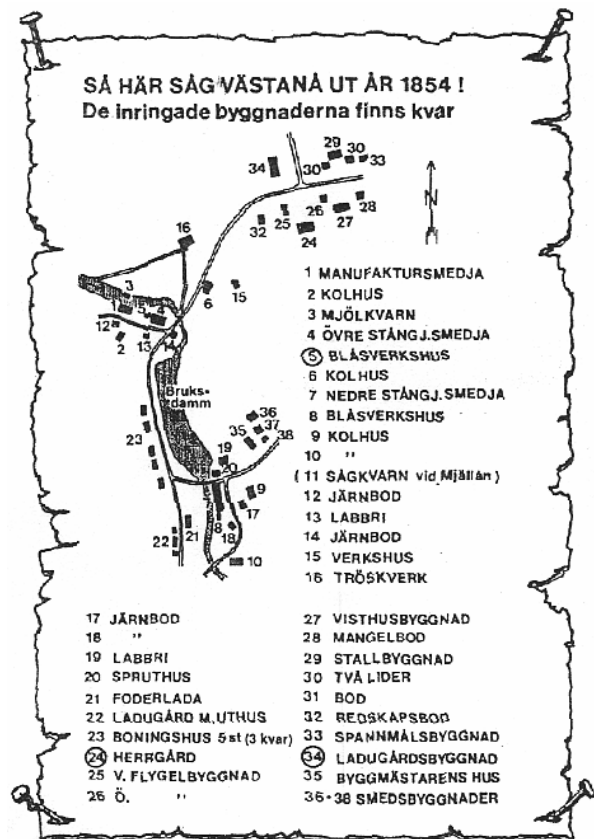 SÅ HÄR SÅG VÄSTANÅ UT ÅR 1854 !
De inringade byggnaderna finns kvar
34
29
30
30
33
32
25
24
26
27
28
N
16
3
1
5
4
12
2
13
14
6
15
Bruks-
damm
23
36
37
38
35
19
20
9
17
8
18
21
22
10
1 MANUFAKTURSMEDJA
2 KOLHUS
3 MJÖLKVARN
4 ÖVRE STÅNGJ.SMEDJA
5 BLÅSVERKSHUS
6 KOLHUS
7 NEDRE STÅNGJ.SMEDJA
8 BLÅSVERKSHUS
9 KOLHUS
10 "
( 11 SÅGKVARN vid Mjällån )
12 JÄRNBOD
13 LABBRI
14 JÄRNBOD
15 VERKSHUS
16 TRÖSKVERK
17 JÄRNBOD
18 "
19 LABBRI
20 SPRUTHUS
21 FODERLADA
22 LADUGÅRD M. UTHUS
23 BONINGSHUS 5 st (3 kvar)
24 HERRGÅRD
25 V. FLYGELBYGGNAD
26 Ö. "
27 VISTHUSBYGGNAD
28 MANGELBOD
29 STALLBYGGNAD
30 TVÅ LIDER
31 BOD
32 REDSKAPSBOD
33 SPANNMÅLSBYGGNAD
34 LADUGÅRDSBYGGNAD
35 BYGGMÄSTARENS HUS
36-38 SMEDSBYGGNADER